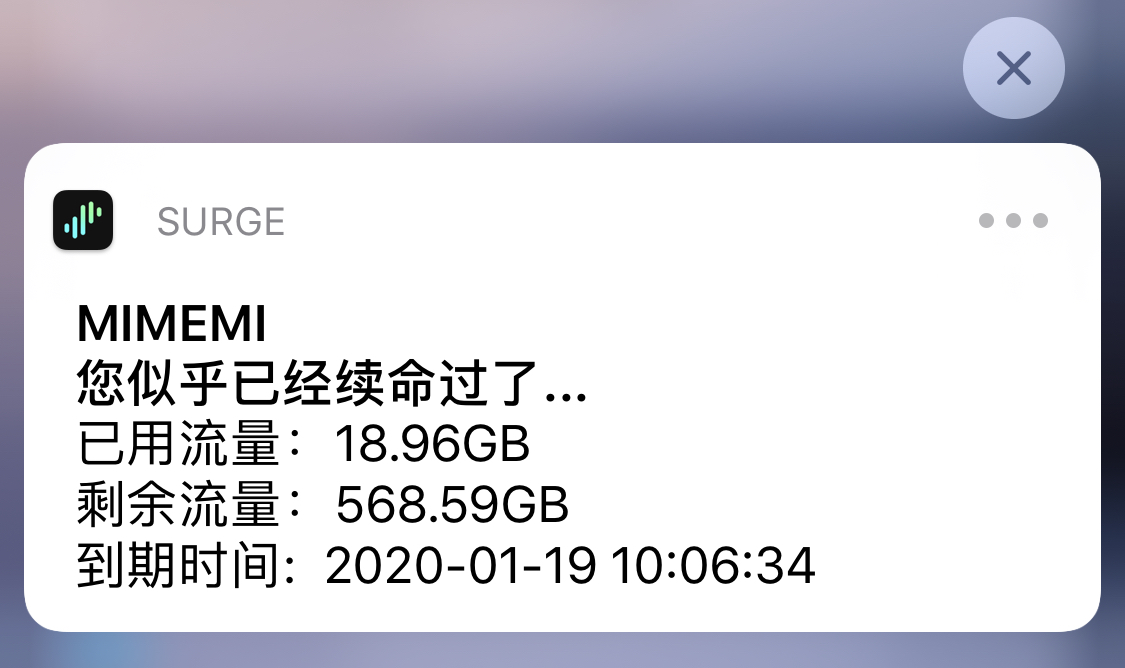 SURGE
MIMEMI
您似乎已经续命过了...
已用流量：18.96GB
剩余流量：568.59GB
到期时间: 2020-01-19 10:06:34